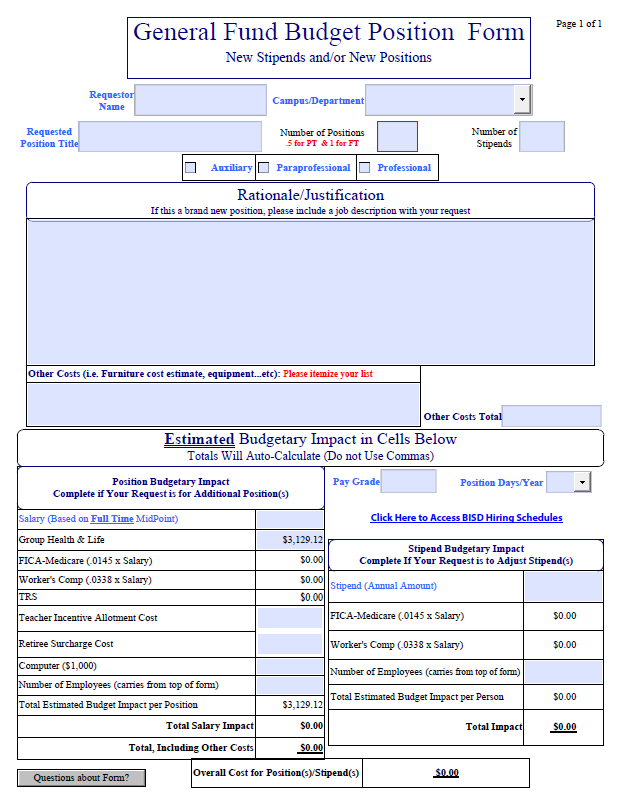 General Fund Budget Position Form
Page 1 of 1
New Stipends and/or New Positions
Requestor Name
Campus/Department
Requested Position Title
Number of Positions
.5 for PT & 1 for FT
Number of Stipends
Auxiliary
Paraprofessional
Professional
Rationale/Justification
If this a brand new position, please include a job description with your request
Other Costs (i.e. Furniture cost estimate, equipment...etc): Please itemize your list
Other Costs Total
Estimated Budgetary Impact in Cells Below
Totals Will Auto-Calculate (Do not Use Commas)
Position Budgetary Impact
Complete if Your Request is for Additional Position(s)
Pay Grade
Position Days/Year
Click Here to Access BISD Hiring Schedules
Salary (Based on Full Time MidPoint)
Group Health & Life $3,129.12
FICA-Medicare (.0145 x Salary) $0.00
Worker's Comp (.0338 x Salary) $0.00
TRS $0.00
Teacher Incentive Allotment Cost
Retiree Surcharge Cost
Computer ($1,000)
Number of Employees (carries from top of form)
Total Estimated Budget Impact per Position $3,129.12
Total Salary Impact $0.00
Total, Including Other Costs $0.00
Stipend Budgetary Impact
Complete If Your Request is to Adjust Stipend(s)
Stipend (Annual Amount)
FICA-Medicare (.0145 x Salary) $0.00
Worker's Comp (.0338 x Salary) $0.00
Number of Employees (carries from top of form)
Total Estimated Budget Impact per Person $0.00
Total Impact $0.00
Questions about Form?
Overall Cost for Position(s)/Stipend(s) $0.00